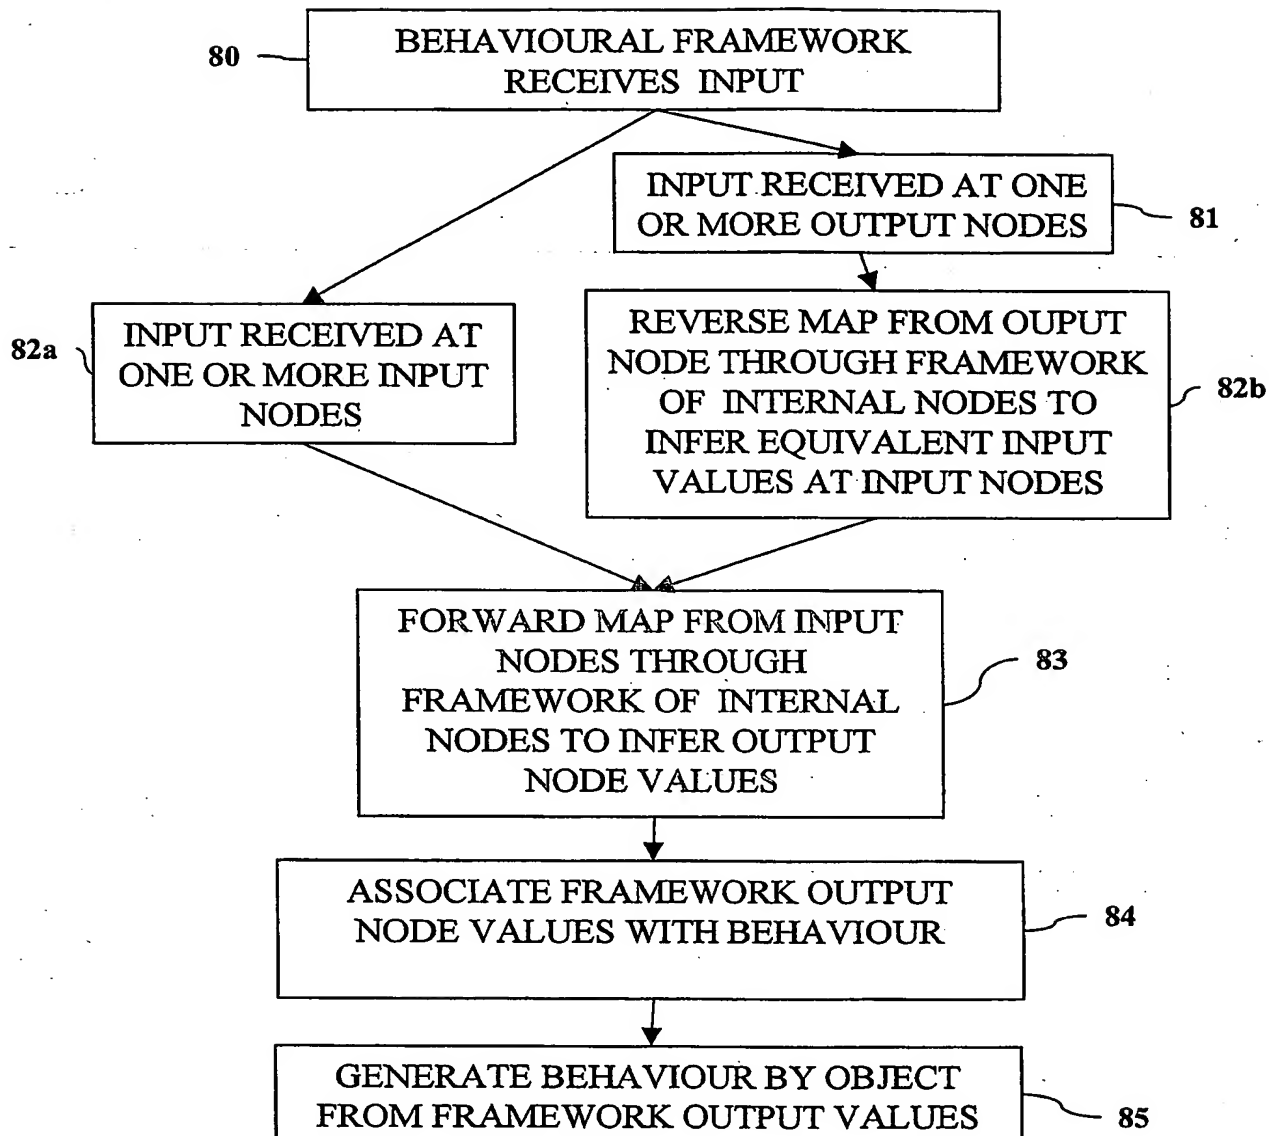 80
BEHAVIOURAL FRAMEWORK
RECEIVES INPUT
INPUT RECEIVED AT ONE
OR MORE OUTPUT NODES
81
82a
INPUT RECEIVED AT
ONE OR MORE INPUT
NODES
REVERSE MAP FROM OUPUT
NODE THROUGH FRAMEWORK
OF INTERNAL NODES TO
INFER EQUIVALENT INPUT
VALUES AT INPUT NODES
82b
FORWARD MAP FROM INPUT
NODES THROUGH
FRAMEWORK OF INTERNAL
NODES TO INFER OUTPUT
NODE VALUES
83
ASSOCIATE FRAMEWORK OUTPUT
NODE VALUES WITH BEHAVIOUR
84
GENERATE BEHAVIOUR BY OBJECT
FROM FRAMEWORK OUTPUT VALUES
85